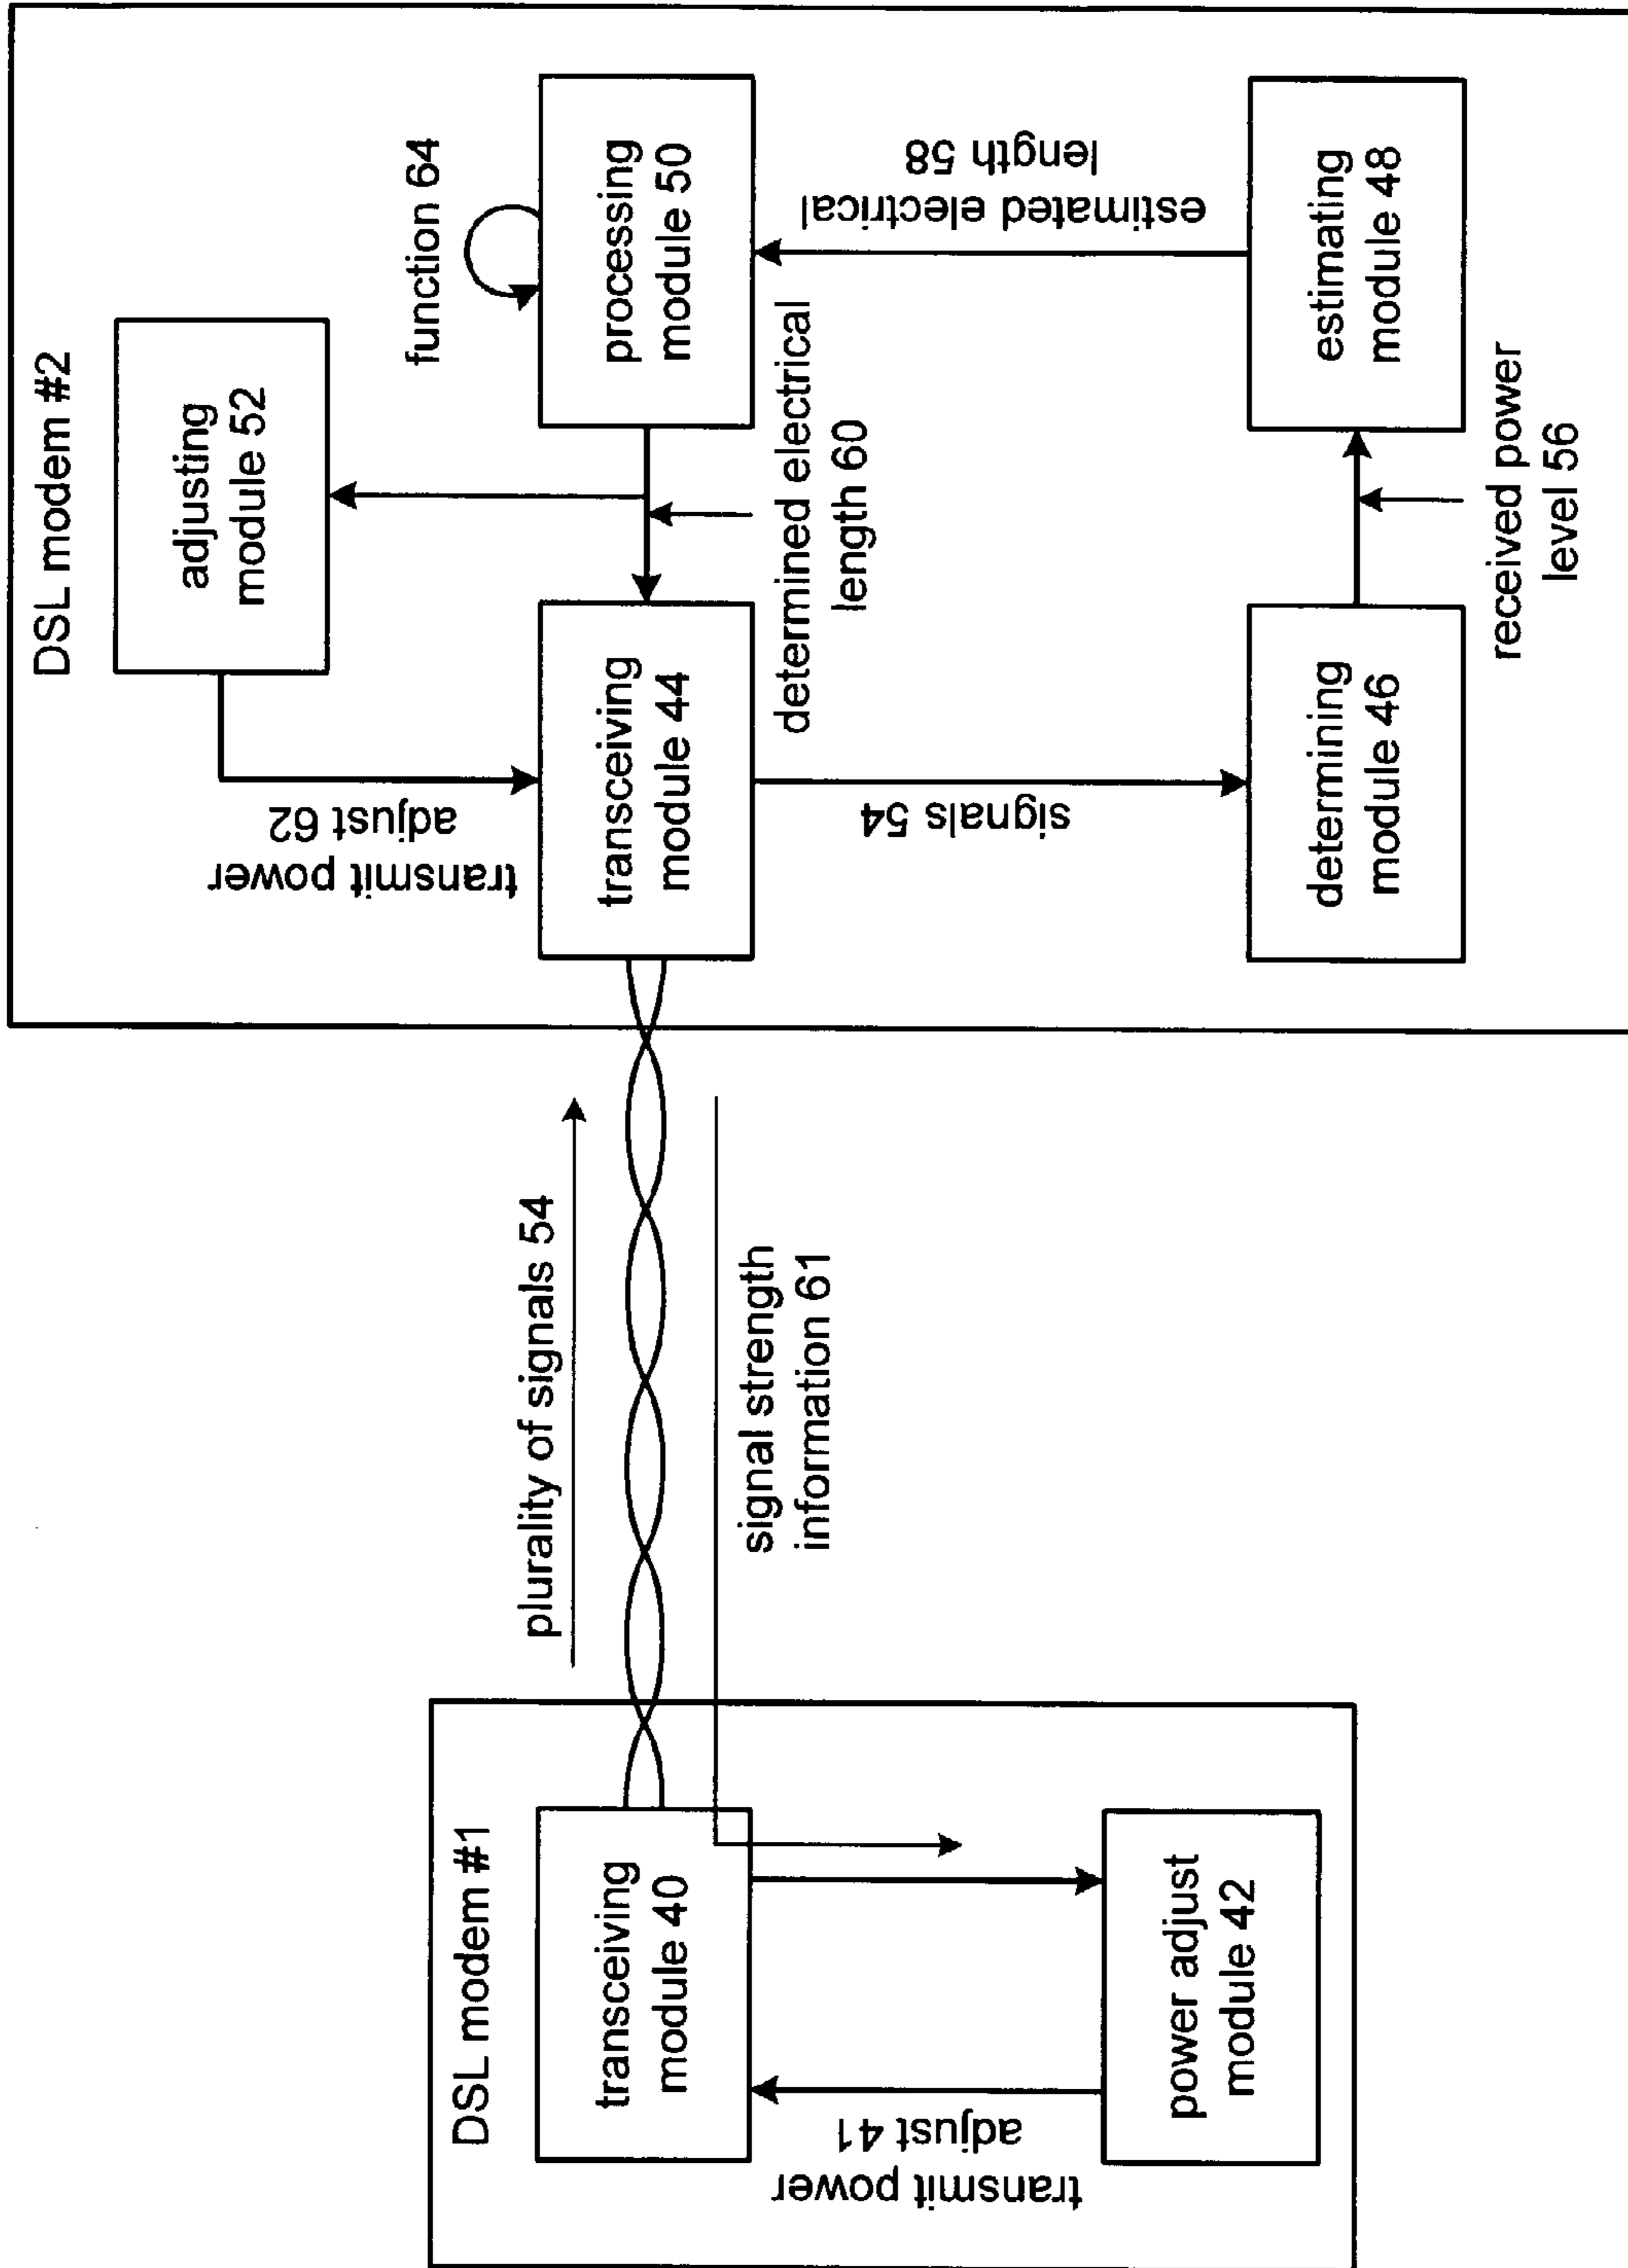 DSL modem #1
transceiving
module 40
transmit power
adjust 41
power adjust
module 42
plurality of signals 54
signal strength
information 61
DSL modem #2
adjusting
module 52
transmit power
adjust 62
function 64
transceiving
module 44
processing
module 50
determined electrical
length 60
signals 54
estimated electrical
length 58
determining
module 46
estimating
module 48
received power
level 56